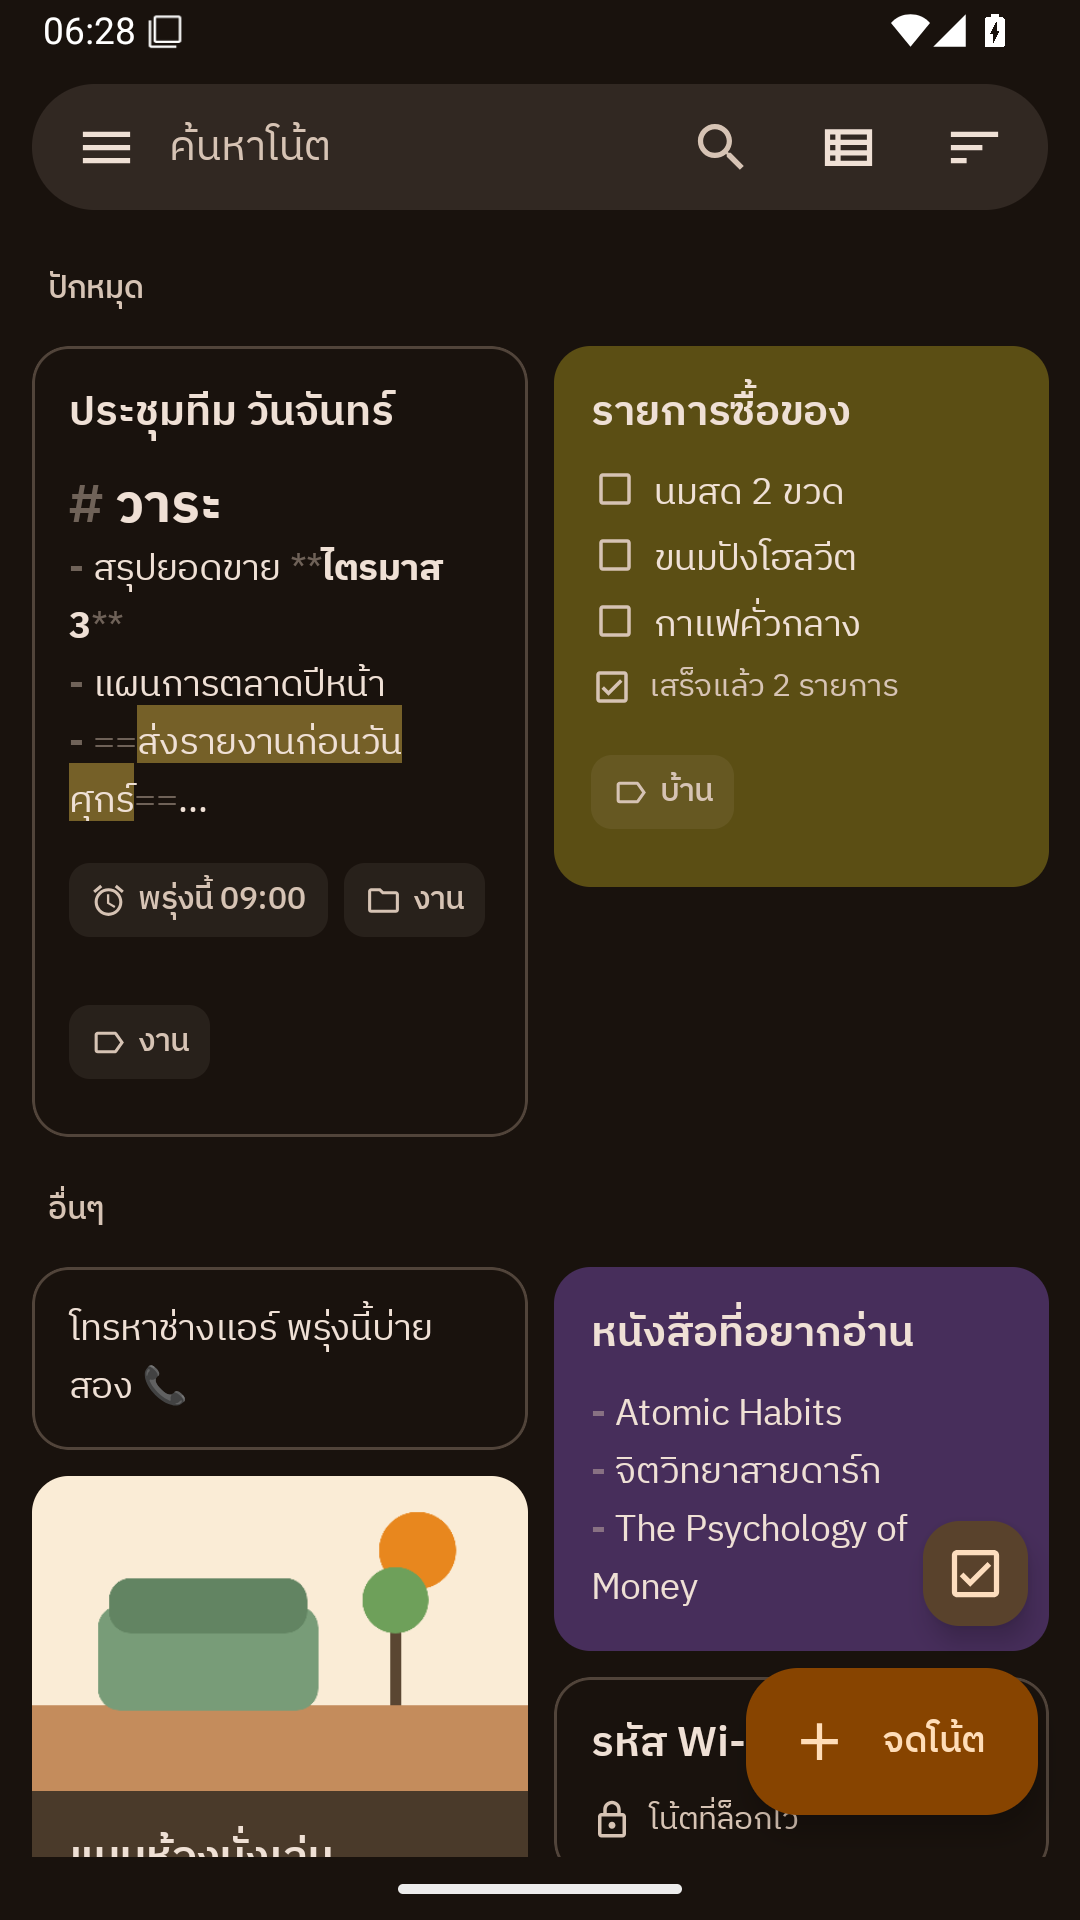 06:28
ค้นหาโน้ต
ปักหมุด
ประชุมทีม วันจันทร์
# วาระ
- สรุปยอดขาย **ไตรมาส
3**
- แผนการตลาดปีหน้า
- ==ส่งรายงานก่อนวัน
ศุกร์==...
พรุ่งนี้ 09:00
งาน
งาน
รายการซื้อของ
นมสด 2 ขวด
ขนมปังโฮลวีต
กาแฟคั่วกลาง
เสร็จแล้ว 2 รายการ
บ้าน
อื่นๆ
โทรหาช่างแอร์ พรุ่งนี้บ่าย
สอง 📞
หนังสือที่อยากอ่าน
- Atomic Habits
- จิตวิทยาสายดาร์ก
- The Psychology of
Money
รหัส Wi-
โน้ตที่ล็อกไว้
จดโน้ต